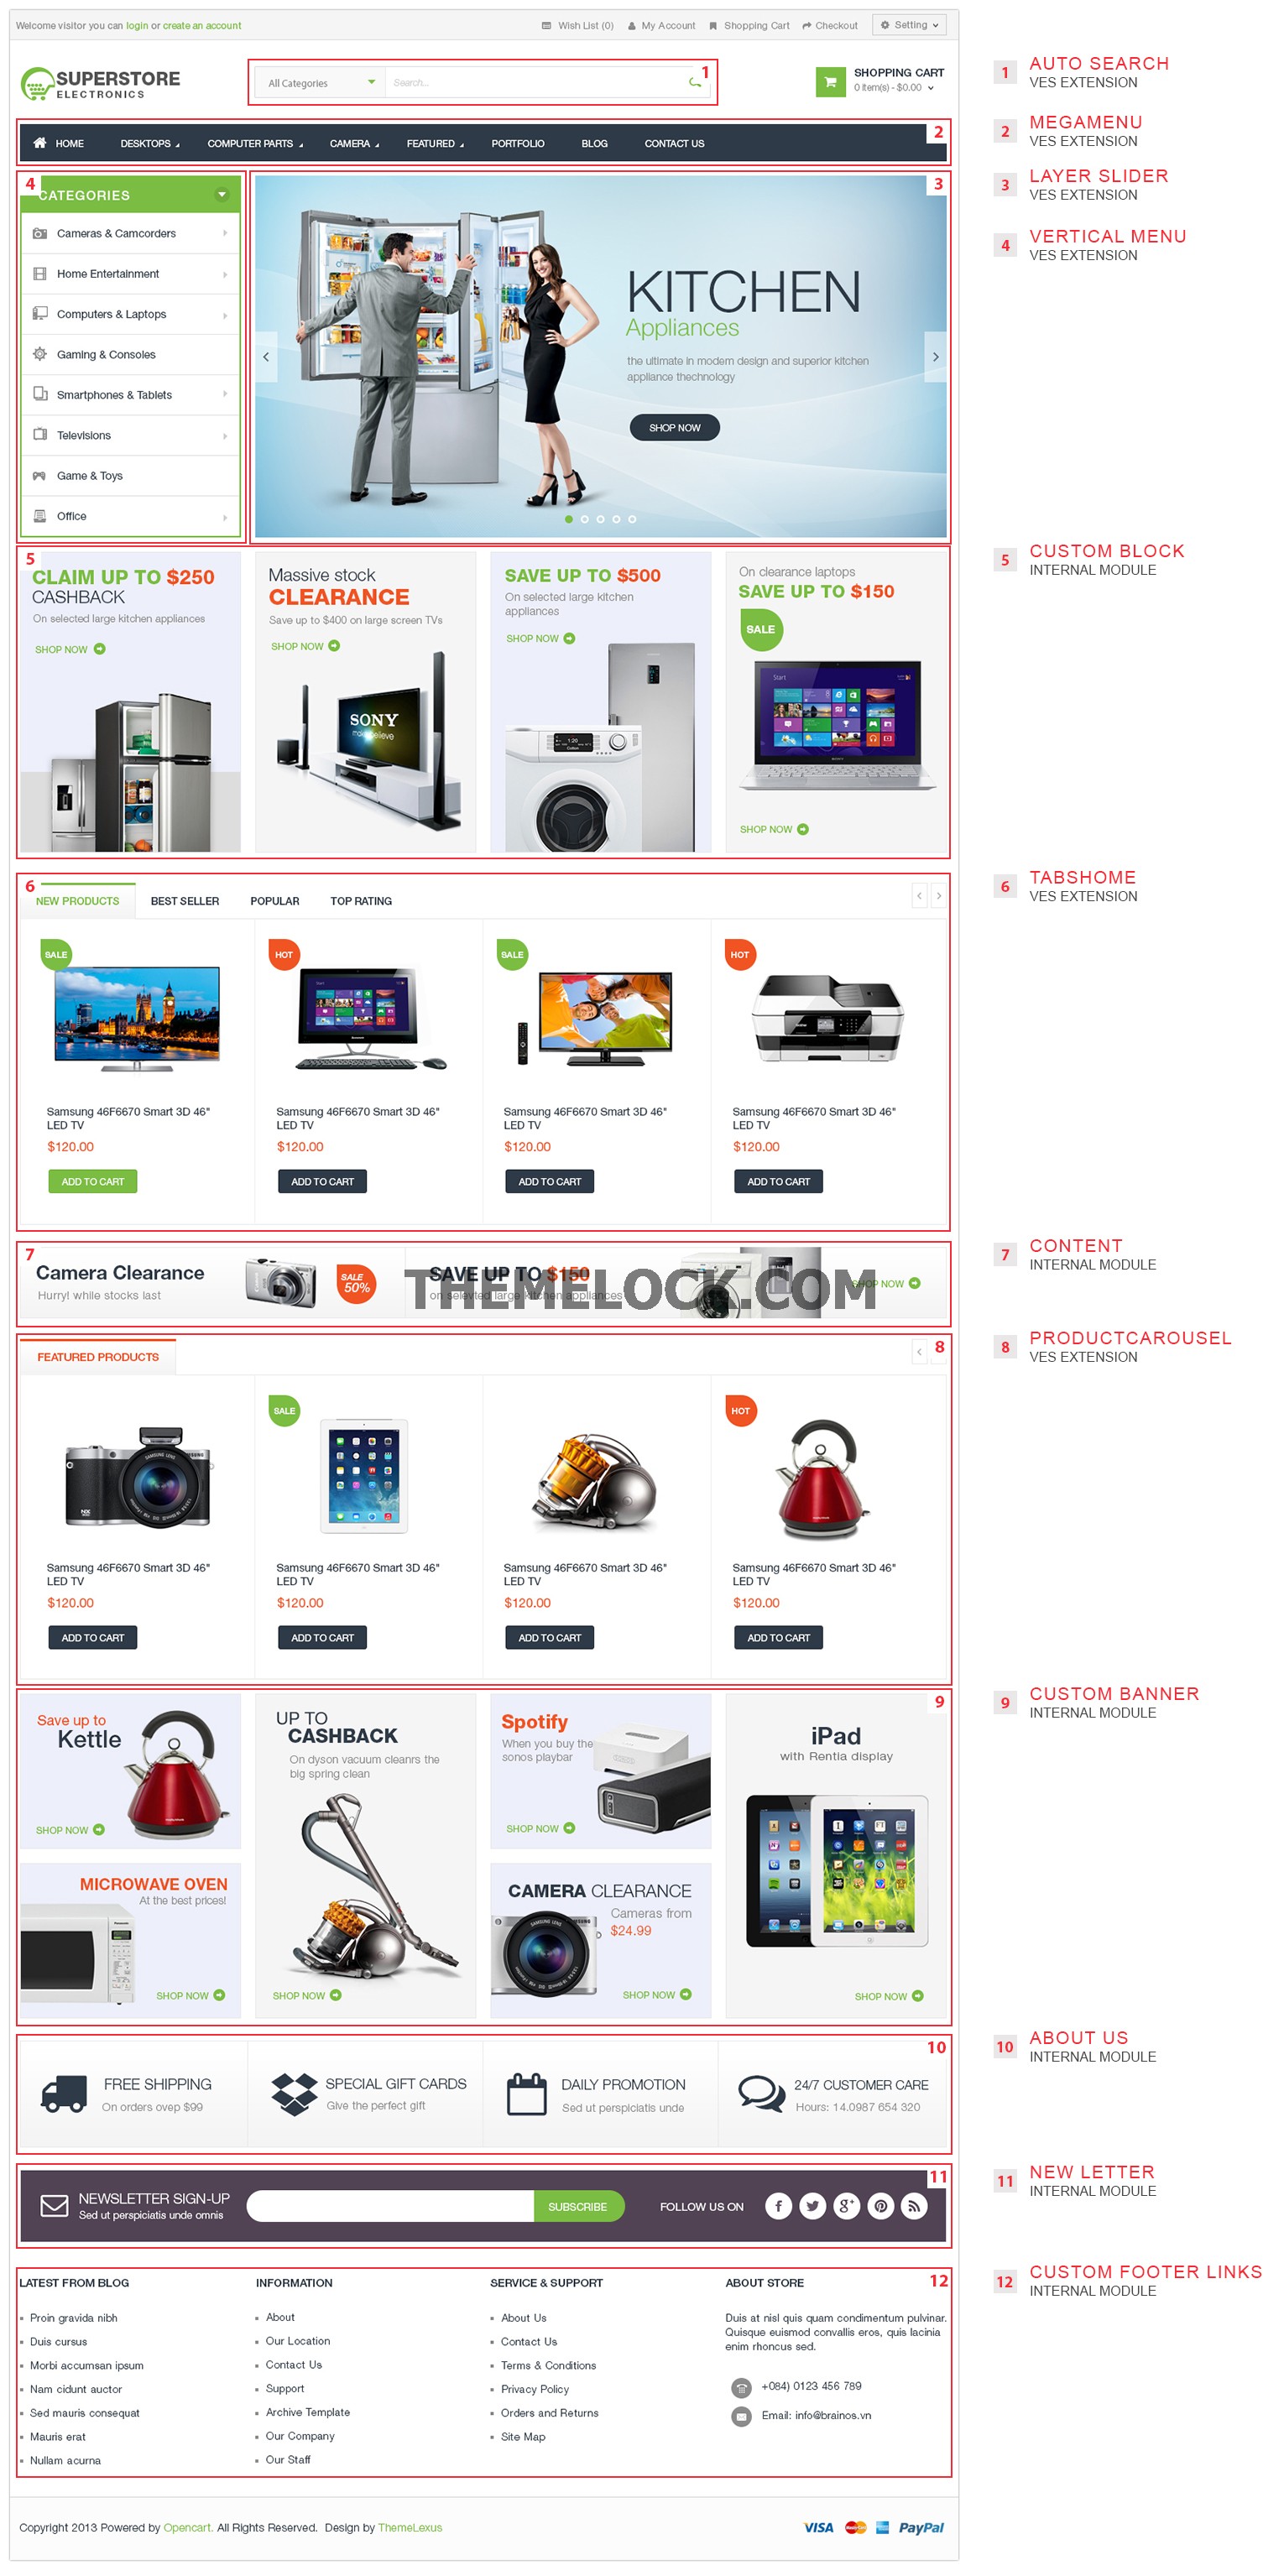 Welcome visitor you can login or create an account
Wish List (0) My Account Shopping Cart Checkout Setting
SUPERSTORE
ELECTRONICS
All Categories Search... 1
SHOPPING CART
0 item(s) - $0.00
1 AUTO SEARCH
VES EXTENSION
HOME DESKTOPS COMPUTER PARTS CAMERA FEATURED PORTFOLIO BLOG CONTACT US 2
2 MEGAMENU
VES EXTENSION
3 LAYER SLIDER
VES EXTENSION
4 VERTICAL MENU
VES EXTENSION
4 CATEGORIES
Cameras & Camcorders
Home Entertainment
Computers & Laptops
Gaming & Consoles
Smartphones & Tablets
Televisions
Game & Toys
Office
3
KITCHEN
Appliances
the ultimate in modern design and superior kitchen
appliance thechnology
SHOP NOW
5 CUSTOM BLOCK
INTERNAL MODULE
5
CLAIM UP TO $250
CASHBACK
On selected large kitchen appliances
SHOP NOW
Massive stock
CLEARANCE
Save up to $400 on large screen TVs
SHOP NOW
SONY
make.believe
SAVE UP TO $500
On selected large kitchen
appliances
SHOP NOW
On clearance laptops
SAVE UP TO $150
SALE
Start
SHOP NOW
6 TABSHOME
VES EXTENSION
6
NEW PRODUCTS BEST SELLER POPULAR TOP RATING
SALE HOT SALE HOT
Samsung 46F6670 Smart 3D 46"
LED TV
$120.00
ADD TO CART
Samsung 46F6670 Smart 3D 46"
LED TV
$120.00
ADD TO CART
Samsung 46F6670 Smart 3D 46"
LED TV
$120.00
ADD TO CART
Samsung 46F6670 Smart 3D 46"
LED TV
$120.00
ADD TO CART
7 CONTENT
INTERNAL MODULE
7
Camera Clearance
Hurry! while stocks last
SALE
50%
SAVE UP TO $150
on selevted large kitchen appliances
SHOP NOW
THEMELOCK.COM
8 PRODUCTCAROUSEL
VES EXTENSION
FEATURED PRODUCTS 8
SALE HOT
SAMSUNG
NX
Samsung 46F6670 Smart 3D 46"
LED TV
$120.00
ADD TO CART
Samsung 46F6670 Smart 3D 46"
LED TV
$120.00
ADD TO CART
Samsung 46F6670 Smart 3D 46"
LED TV
$120.00
ADD TO CART
Samsung 46F6670 Smart 3D 46"
LED TV
$120.00
ADD TO CART
9 CUSTOM BANNER
INTERNAL MODULE
9
Save up to
Kettle
SHOP NOW
UP TO
CASHBACK
On dyson vacuum cleanrs the
big spring clean
SHOP NOW
Spotify
When you buy the
sonos playbar
SHOP NOW
iPad
with Rentia display
SHOP NOW
MICROWAVE OVEN
At the best prices!
Panasonic
SHOP NOW
CAMERA CLEARANCE
Cameras from
$24.99
SHOP NOW
10 ABOUT US
INTERNAL MODULE
10
FREE SHIPPING
On orders ovep $99
SPECIAL GIFT CARDS
Give the perfect gift
DAILY PROMOTION
Sed ut perspiciatis unde
24/7 CUSTOMER CARE
Hours: 14.0987 654 320
11 NEW LETTER
INTERNAL MODULE
11
NEWSLETTER SIGN-UP
Sed ut perspiciatis unde omnis
SUBSCRIBE
FOLLOW US ON
12 CUSTOM FOOTER LINKS
INTERNAL MODULE
12
LATEST FROM BLOG
Proin gravida nibh
Duis cursus
Morbi accumsan ipsum
Nam cidunt auctor
Sed mauris consequat
Mauris erat
Nullam acurna
INFORMATION
About
Our Location
Contact Us
Support
Archive Template
Our Company
Our Staff
SERVICE & SUPPORT
About Us
Contact Us
Terms & Conditions
Privacy Policy
Orders and Returns
Site Map
ABOUT STORE
Duis at nisl quis quam condimentum pulvinar.
Quisque euismod convallis eros, quis lacinia
enim rhoncus sed.
+084) 0123 456 789
Email: info@brainos.vn
Copyright 2013 Powered by Opencart. All Rights Reserved. Design by ThemeLexus
VISA MasterCard PayPal